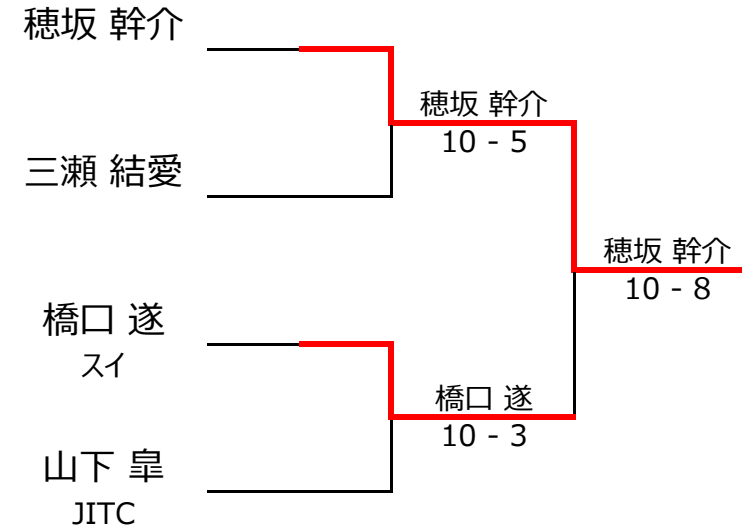 穂坂 幹介
三瀬 結愛
橋口 遂
スイ
山下 皐
JITC
穂坂 幹介
10 - 5
橋口 遂
10 - 3
穂坂 幹介
10 - 8